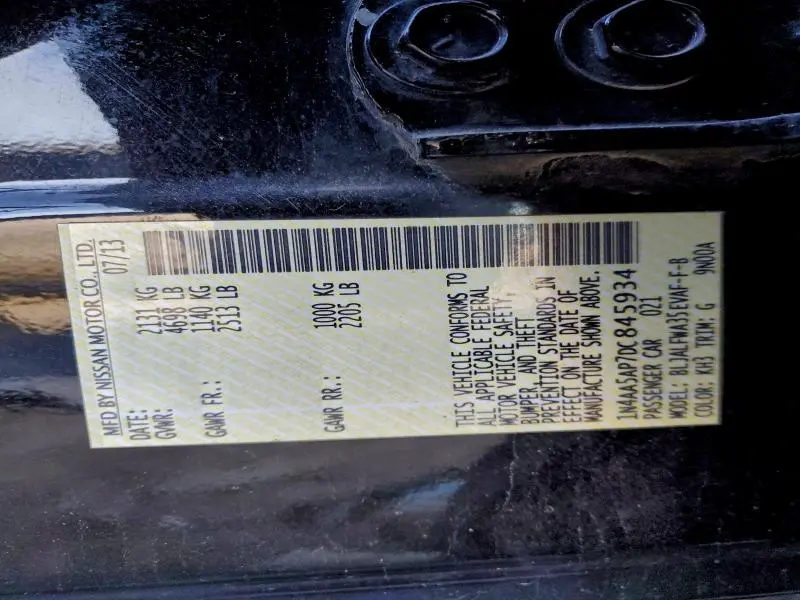 MFD BY NISSAN MOTOR CO., LTD.
DATE: 07/13
GVWR: 2131 KG
4698 LB
GAWR FR.: 1140 KG
2513 LB
GAWR RR.: 1000 KG
2205 LB
THIS VEHICLE CONFORMS TO
ALL APPLICABLE FEDERAL
MOTOR VEHICLE SAFETY,
BUMPER, AND THEFT
PREVENTION STANDARDS IN
EFFECT ON THE DATE OF
MANUFACTURE SHOWN ABOVE.
1N4AA5AP7DC845934
PASSENGER CAR 021
MODEL: BLJALFWA35EVAF-F-B
COLOR: KH3 TRIM: G 9N00A